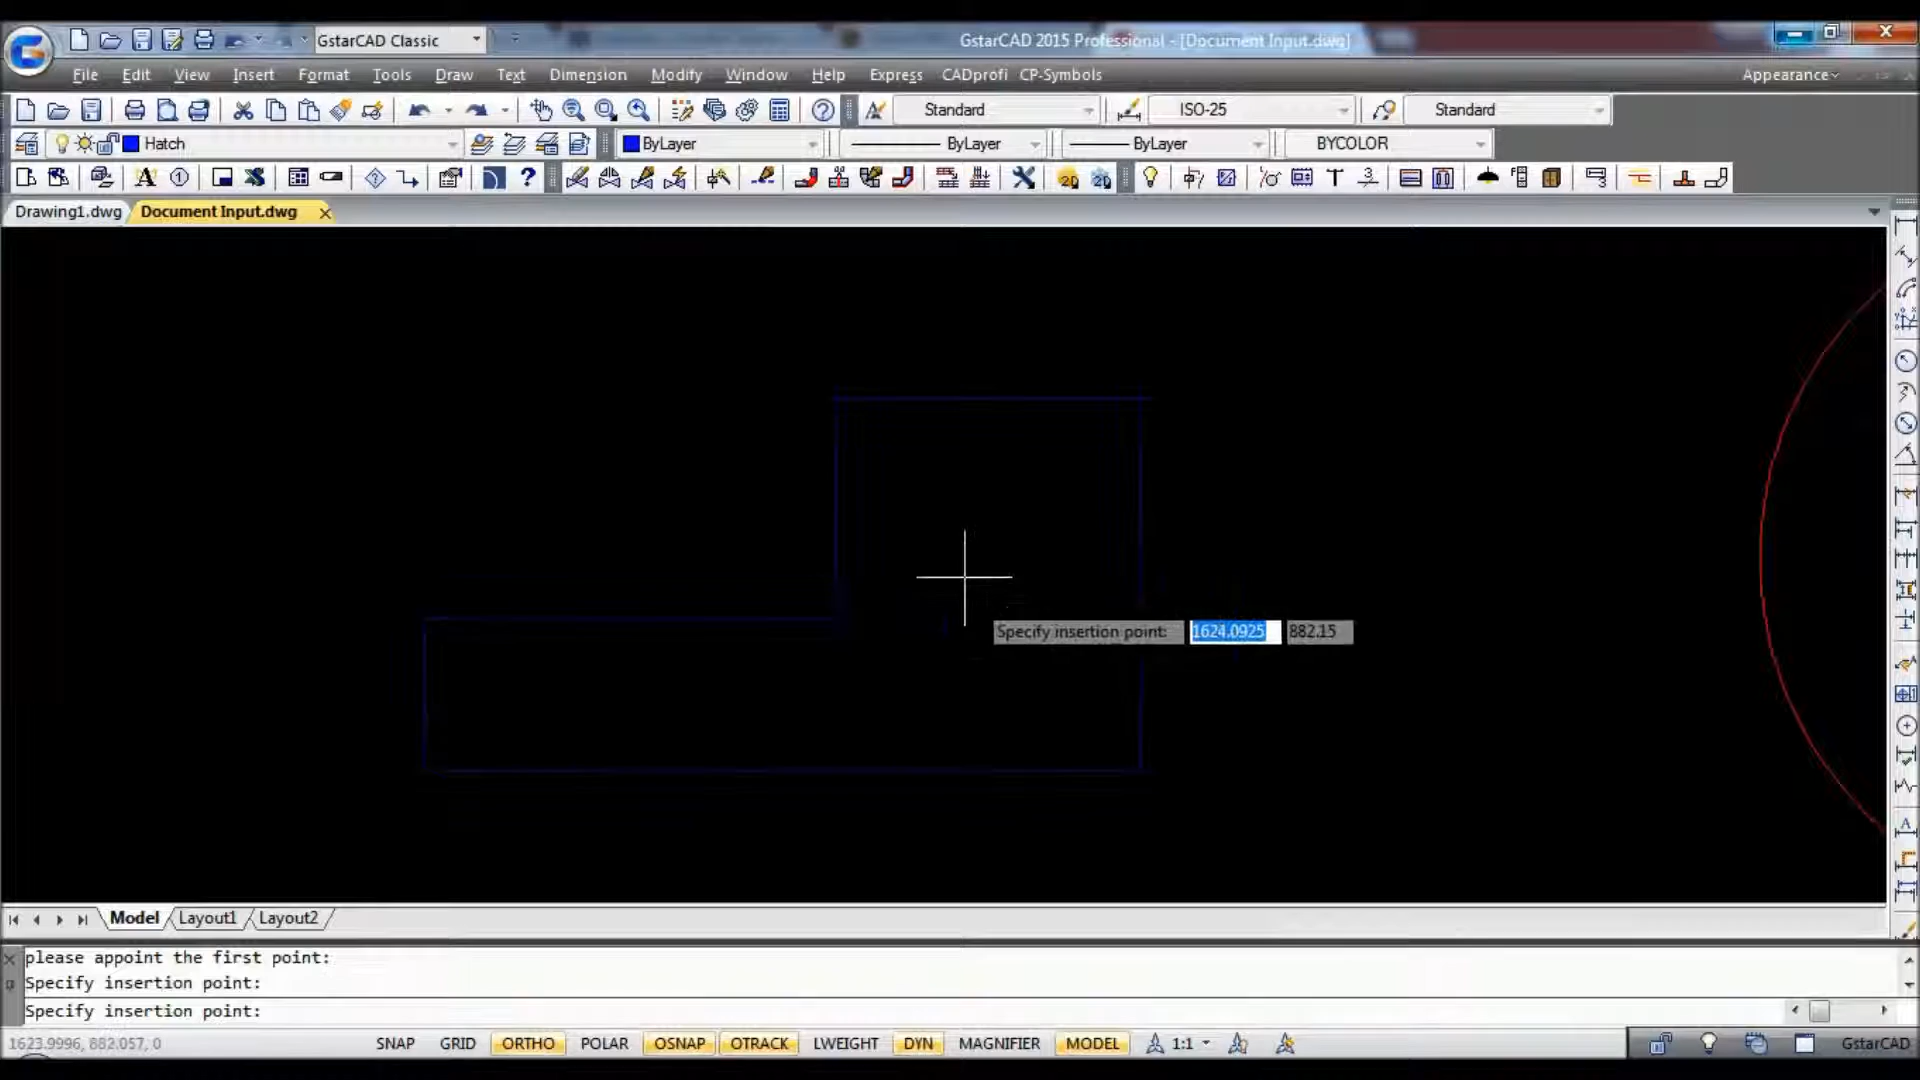 GstarCAD Classic
GstarCAD 2015 Professional - [Document Input.dwg]
File Edit View Insert Format Tools Draw Text Dimension Modify Window Help Express CADprofi CP-Symbols Appearance
Standard ISO-25 Standard
Hatch ByLayer ByLayer ByLayer BYCOLOR
Drawing1.dwg Document Input.dwg
Specify insertion point: 1624.0925 882.15
Model Layout1 Layout2
please appoint the first point:
Specify insertion point:
Specify insertion point:
1623.9996, 882.057, 0 SNAP GRID ORTHO POLAR OSNAP OTRACK LWEIGHT DYN MAGNIFIER MODEL 1:1 GstarCAD